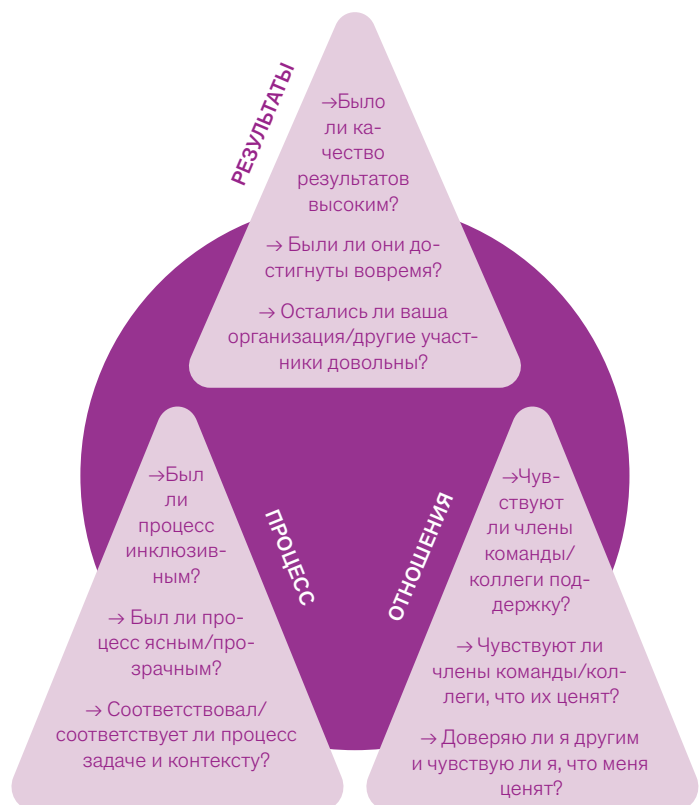 РЕЗУЛЬТАТЫ
→Было
ли ка-
чество
результатов
высоким?
→ Были ли они до-
стигнуты вовремя?
→ Остались ли ваша
организация/другие участ-
ники довольны?
ПРОЦЕСС
→Был
ли
процесс
инклюзив-
ным?
→ Был ли про-
цесс ясным/про-
зрачным?
→ Соответствовал/
соответствует ли процесс
задаче и контексту?
ОТНОШЕНИЯ
→Чув-
ствуют
ли члены
команды/
коллеги под-
держку?
→ Чувствуют ли
члены команды/кол-
леги, что их ценят?
→ Доверяю ли я другим
и чувствую ли я, что меня
ценят?